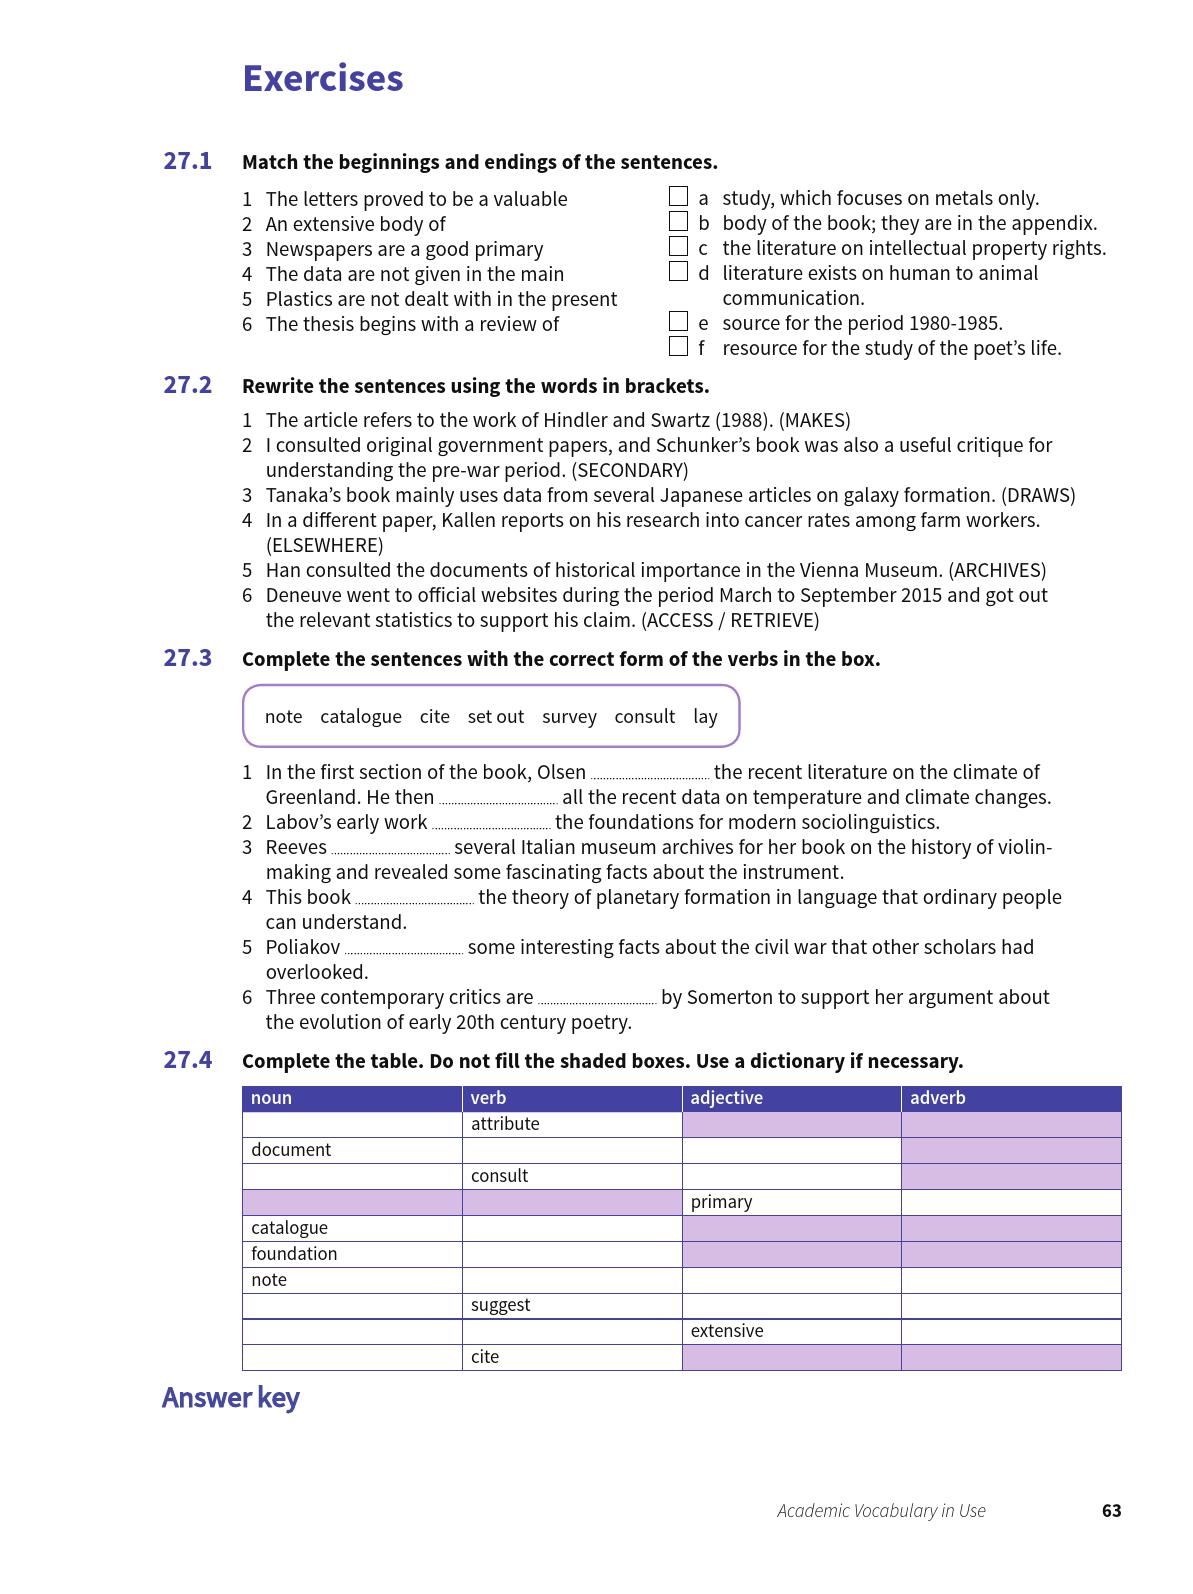 Exercises
27.1 Match the beginnings and endings of the sentences.
1 The letters proved to be a valuable
2 An extensive body of
3 Newspapers are a good primary
4 The data are not given in the main
5 Plastics are not dealt with in the present
6 The thesis begins with a review of
a study, which focuses on metals only.
b body of the book; they are in the appendix.
c the literature on intellectual property rights.
d literature exists on human to animal
communication.
e source for the period 1980-1985.
f resource for the study of the poet’s life.
27.2 Rewrite the sentences using the words in brackets.
1 The article refers to the work of Hindler and Swartz (1988). (MAKES)
2 I consulted original government papers, and Schunker’s book was also a useful critique for
understanding the pre-war period. (SECONDARY)
3 Tanaka’s book mainly uses data from several Japanese articles on galaxy formation. (DRAWS)
4 In a different paper, Kallen reports on his research into cancer rates among farm workers.
(ELSEWHERE)
5 Han consulted the documents of historical importance in the Vienna Museum. (ARCHIVES)
6 Deneuve went to official websites during the period March to September 2015 and got out
the relevant statistics to support his claim. (ACCESS / RETRIEVE)
27.3 Complete the sentences with the correct form of the verbs in the box.
note catalogue cite set out survey consult lay
1 In the first section of the book, Olsen .................................... the recent literature on the climate of
Greenland. He then .................................... all the recent data on temperature and climate changes.
2 Labov’s early work .................................... the foundations for modern sociolinguistics.
3 Reeves .................................... several Italian museum archives for her book on the history of violin-
making and revealed some fascinating facts about the instrument.
4 This book .................................... the theory of planetary formation in language that ordinary people
can understand.
5 Poliakov .................................... some interesting facts about the civil war that other scholars had
overlooked.
6 Three contemporary critics are .................................... by Somerton to support her argument about
the evolution of early 20th century poetry.
27.4 Complete the table. Do not fill the shaded boxes. Use a dictionary if necessary.
noun verb adjective adverb
attribute
document
consult
primary
catalogue
foundation
note
suggest
extensive
cite
Answer key
Academic Vocabulary in Use 63